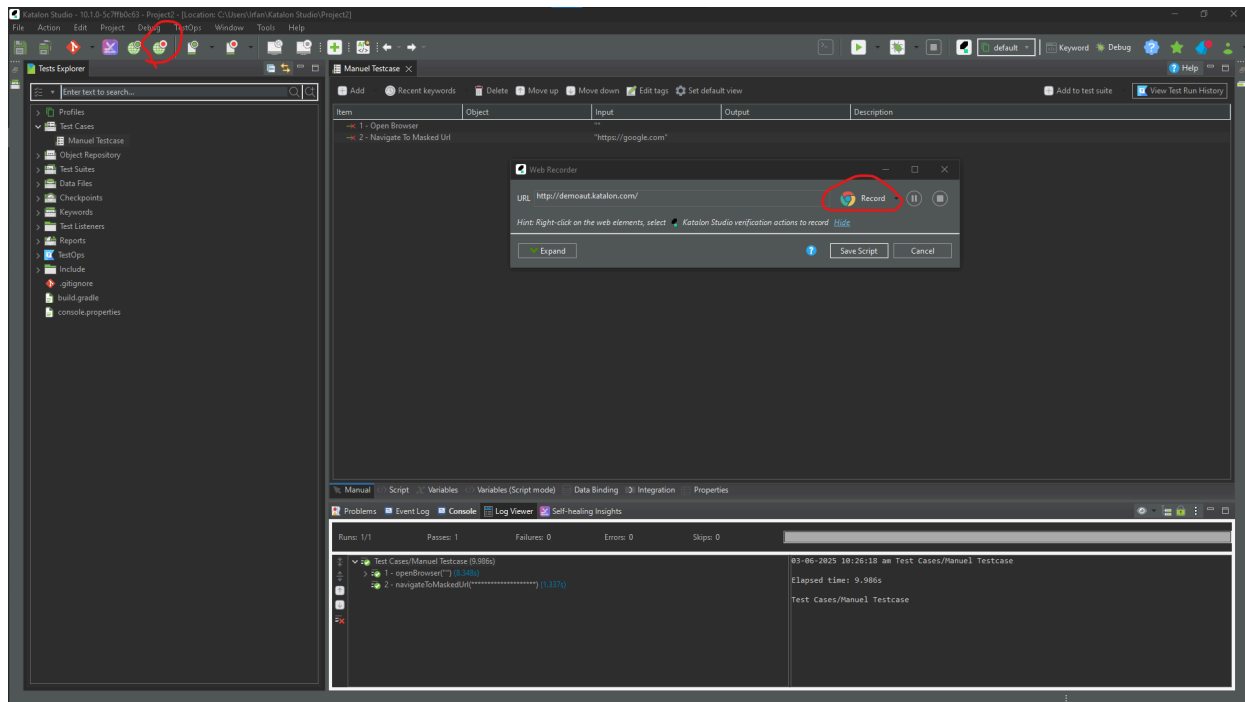 Katalon Studio - 10.1.0-5c7ffb0c63 - Project2 - [Location: C:\Users\Irfan\Katalon Studio\Project2]
File Action Edit Project Debug TestOps Window Tools Help
default Keyword Debug
Tests Explorer
Manuel Testcase
Help
Enter text to search...
Add Recent keywords Delete Move up Move down Edit tags Set default view Add to test suite View Test Run History
Profiles
Test Cases
Manuel Testcase
Object Repository
Test Suites
Data Files
Checkpoints
Keywords
Test Listeners
Reports
TestOps
Include
.gitignore
build.gradle
console.properties
Item Object Input Output Description
1 - Open Browser ""
2 - Navigate To Masked Url "https://google.com"
Web Recorder
URL http://demoaut.katalon.com/ Record
Hint: Right-click on the web elements, select Katalon Studio verification actions to record Hide
Expand ? Save Script Cancel
Manual Script Variables Variables (Script mode) Data Binding Integration Properties
Problems Event Log Console Log Viewer Self-healing Insights
Runs: 1/1 Passes: 1 Failures: 0 Errors: 0 Skips: 0
Test Cases/Manuel Testcase (9.986s)
1 - openBrowser("") (8.348s)
2 - navigateToMaskedUrl("********************") (1.337s)
03-06-2025 10:26:18 am Test Cases/Manuel Testcase
Elapsed time: 9.986s
Test Cases/Manuel Testcase